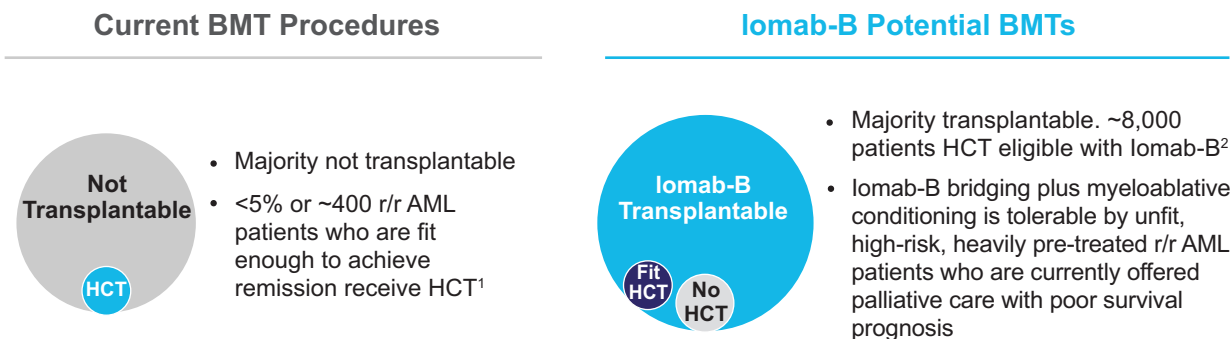 Current BMT Procedures
Not
Transplantable
HCT
• Majority not transplantable
• <5% or ~400 r/r AML
patients who are fit
enough to achieve
remission receive HCT¹
Iomab-B Potential BMTs
Iomab-B
Transplantable
Fit
HCT
No
HCT
• Majority transplantable. ~8,000
patients HCT eligible with Iomab-B²
• Iomab-B bridging plus myeloablative
conditioning is tolerable by unfit,
high-risk, heavily pre-treated r/r AML
patients who are currently offered
palliative care with poor survival
prognosis